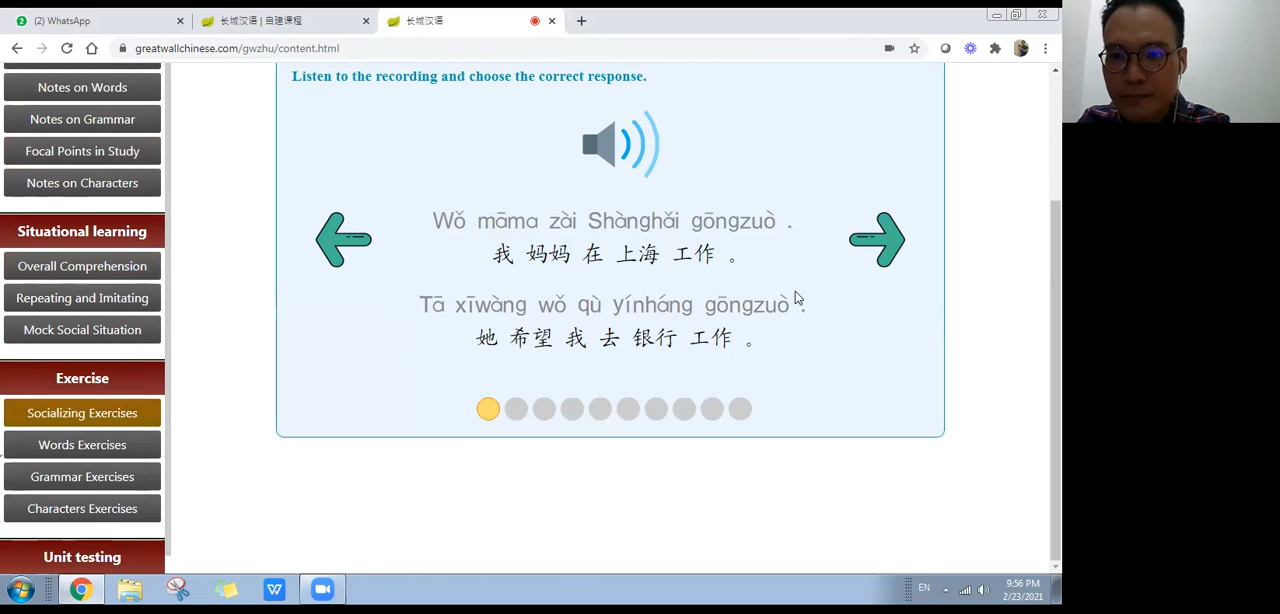 (2) WhatsApp
长城汉语 | 自建课程
长城汉语
greatwallchinese.com/gwzhu/content.html
Notes on Words
Notes on Grammar
Focal Points in Study
Notes on Characters
Situational learning
Overall Comprehension
Repeating and Imitating
Mock Social Situation
Exercise
Socializing Exercises
Words Exercises
Grammar Exercises
Characters Exercises
Unit testing
Listen to the recording and choose the correct response.
Wǒ māma zài Shànghǎi gōngzuò .
我 妈妈 在 上海 工作 。
Tā xīwàng wǒ qù yínháng gōngzuò .
她 希望 我 去 银行 工作 。
EN
9:56 PM
2/23/2021